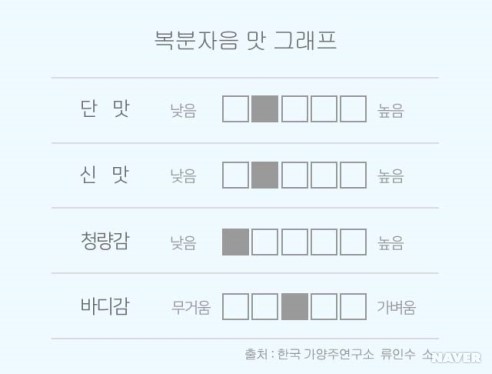 복분자음 맛 그래프
단 맛 낮음 높음
신 맛 낮음 높음
청량감 낮음 높음
바디감 무거움 가벼움
출처 : 한국 가양주연구소 류인수 소
NAVER